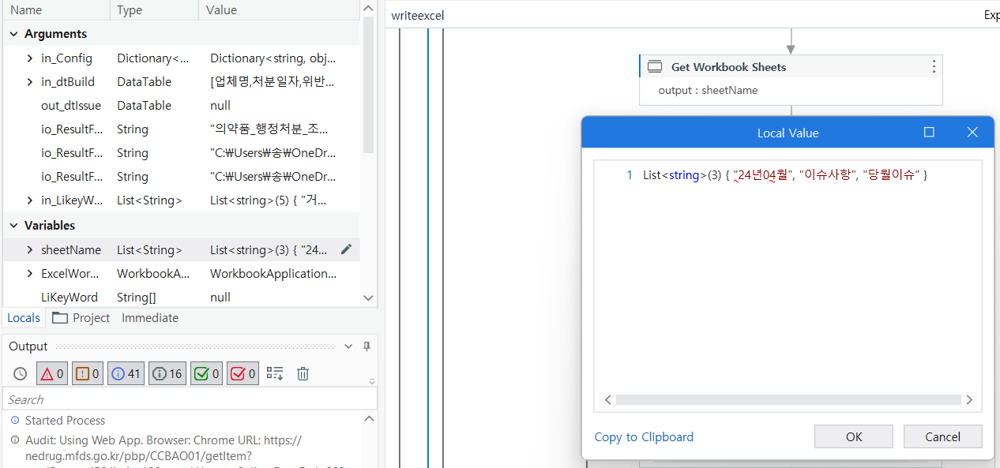 Name Type Value
Arguments
in_Config Dictionary<... Dictionary<string, obj...
in_dtBuild DataTable [업체명,처분일자,위반...
out_dtIssue DataTable null
io_ResultF... String "의약품_행정처분_조...
io_ResultF... String "C:₩Users₩송₩OneDr...
io_ResultF... String "C:₩Users₩송₩OneDr...
in_LikeyW... List<String> List<string>(5) { "거...
Variables
sheetName List<String> List<string>(3) { "24...
ExcelWor... WorkbookA... WorkbookApplication...
LiKeyWord String[] null
Locals Project Immediate
Output
0 0 41 16 0 0
Search
Started Process
Audit: Using Web App. Browser: Chrome URL: https://
nedrug.mfds.go.kr/pbp/CCBAO01/getItem?
writeexcel
Exp
Get Workbook Sheets
output : sheetName
Local Value
1 List<string>(3) { "24년04월", "이슈사항", "당월이슈" }
Copy to Clipboard OK Cancel